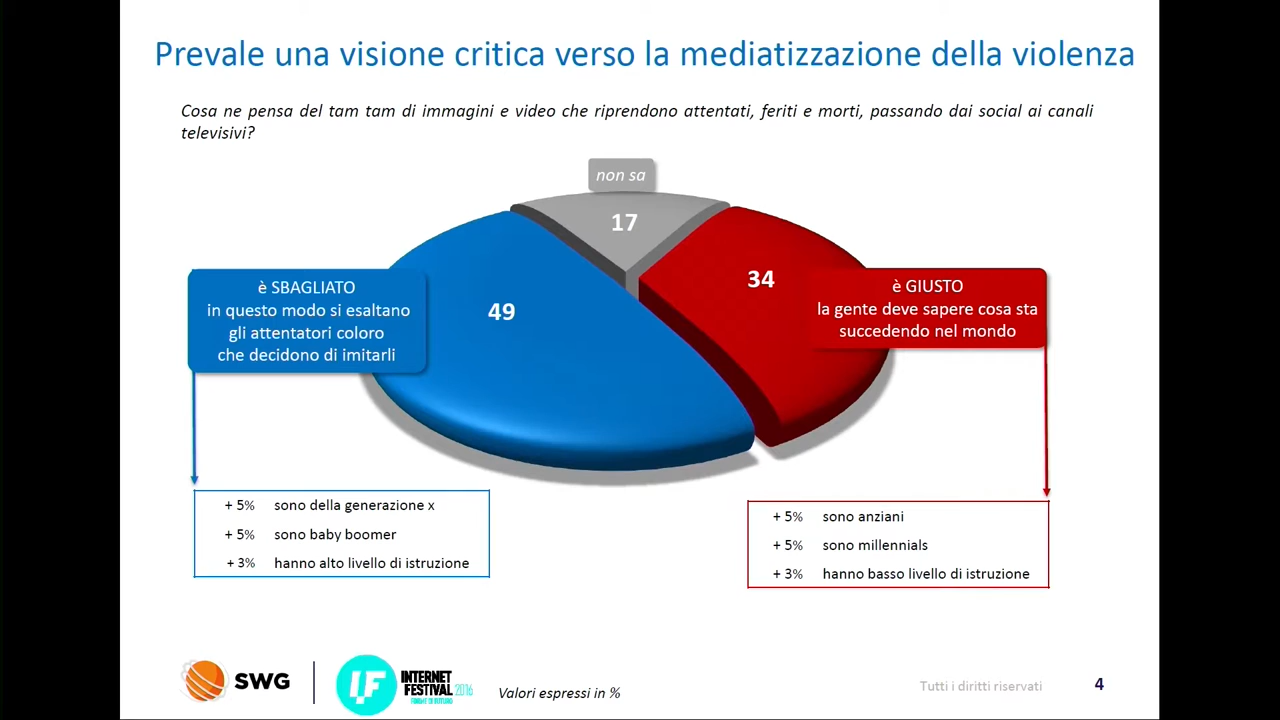 Prevale una visione critica verso la mediatizzazione della violenza
Cosa ne pensa del tam tam di immagini e video che riprendono attentati, feriti e morti, passando dai social ai canali
televisivi?
non sa
17
34
49
è SBAGLIATO
in questo modo si esaltano
gli attentatori coloro
che decidono di imitarli
è GIUSTO
la gente deve sapere cosa sta
succedendo nel mondo
+ 5% sono della generazione x
+ 5% sono baby boomer
+ 3% hanno alto livello di istruzione
+ 5% sono anziani
+ 5% sono millennials
+ 3% hanno basso livello di istruzione
SWG
IF
INTERNET
FESTIVAL 2016
FORME DI FUTURO
Valori espressi in %
Tutti i diritti riservati
4